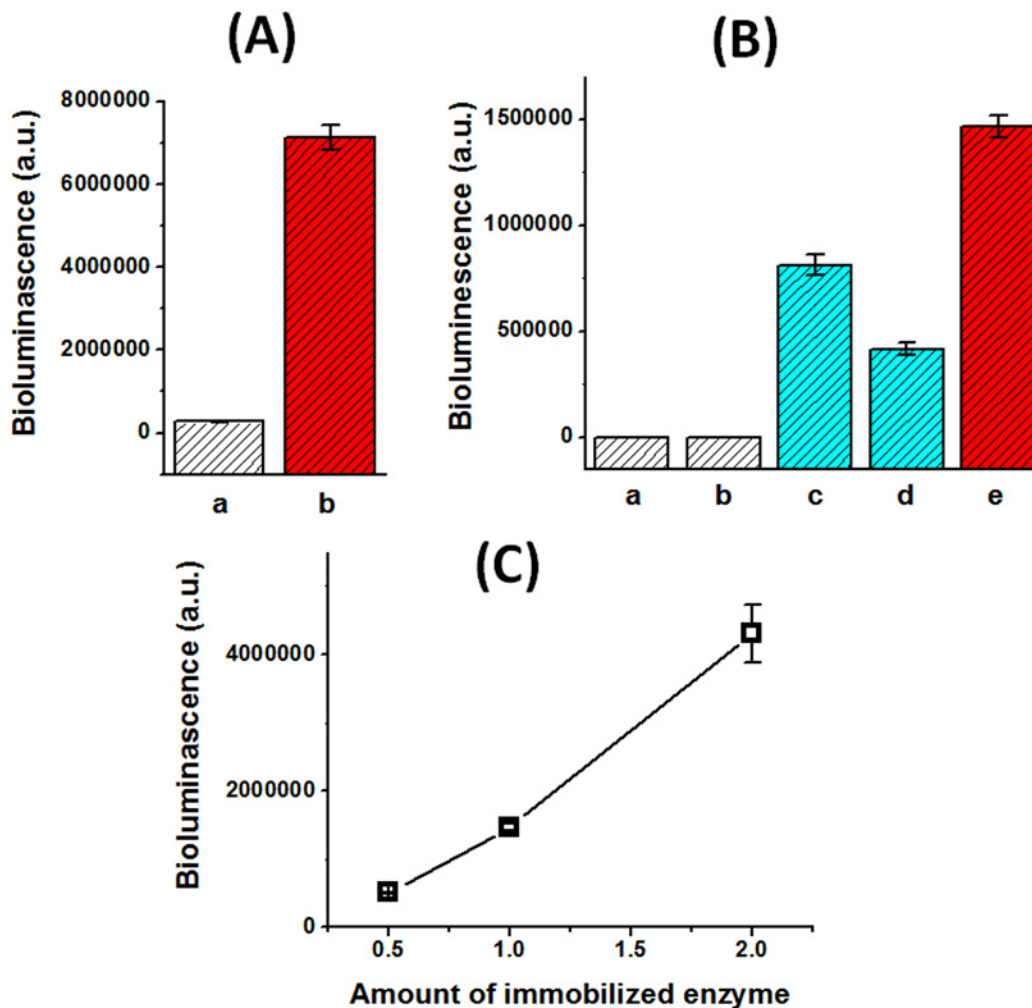 (A)
Bioluminascence (a.u.)
8000000
6000000
4000000
2000000
0
a b
(B)
Bioluminescence (a.u.)
1500000
1000000
500000
0
a b c d e
(C)
Bioluminascence (a.u.)
4000000
2000000
0
0.5 1.0 1.5 2.0
Amount of immobilized enzyme